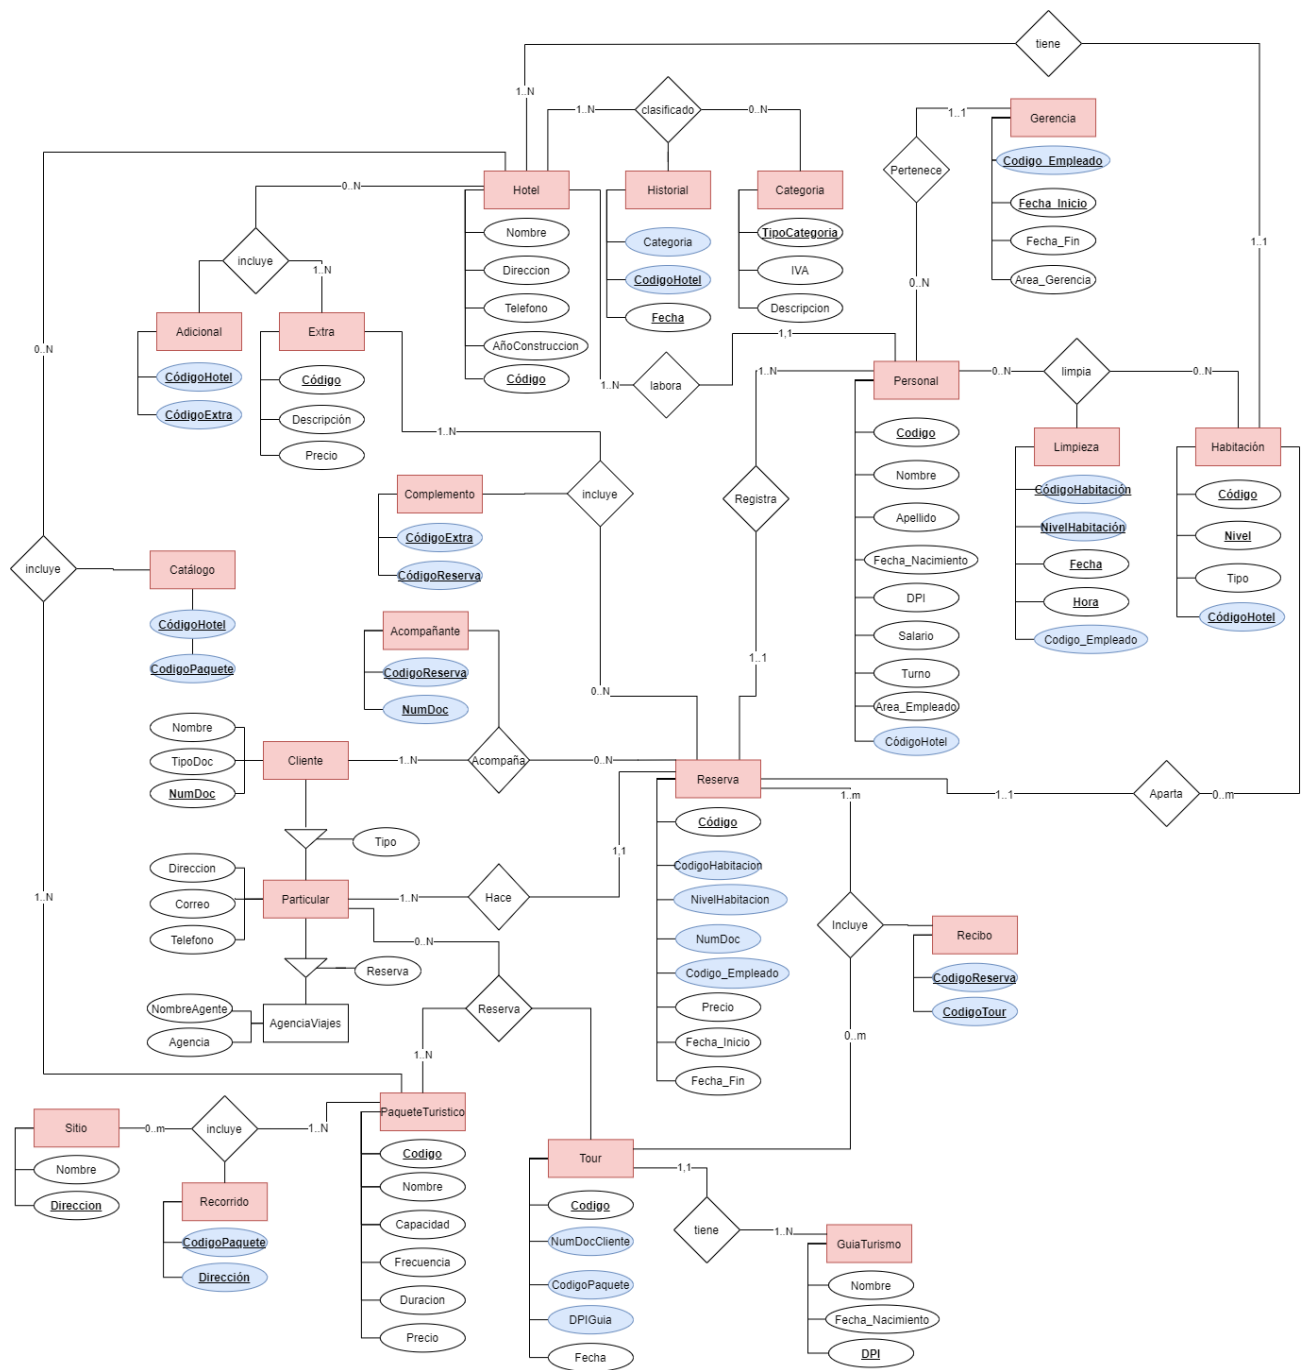 tiene
1..N
1..1
clasificado
1..N
0..N
Gerencia
Codigo_Empleado
Fecha_Inicio
Fecha_Fin
Area_Gerencia
1..1
Pertenece
0..N
Hotel
Nombre
Direccion
Telefono
AñoConstruccion
Código
Historial
Categoria
CodigoHotel
Fecha
Categoria
TipoCategoria
IVA
Descripcion
0..N
incluye
1..N
Adicional
CódigoHotel
CódigoExtra
Extra
Código
Descripción
Precio
0..N
1..N
labora
1,1
Personal
Codigo
Nombre
Apellido
Fecha_Nacimiento
DPI
Salario
Turno
Area_Empleado
CódigoHotel
0..N
limpia
0..N
Limpieza
CódigoHabitación
NivelHabitación
Fecha
Hora
Codigo_Empleado
Habitación
Código
Nivel
Tipo
CódigoHotel
1..N
Registra
1..1
1..N
incluye
0..N
Complemento
CódigoExtra
CódigoReserva
incluye
Catálogo
CódigoHotel
CodigoPaquete
1..N
Acompañante
CodigoReserva
NumDoc
Nombre
TipoDoc
NumDoc
Cliente
1..N
Acompaña
0..N
Tipo
Direccion
Correo
Telefono
Particular
1..N
Hace
1,1
Reserva
NombreAgente
Agencia
AgenciaViajes
Reserva
Código
CodigoHabitacion
NivelHabitacion
NumDoc
Codigo_Empleado
Precio
Fecha_Inicio
Fecha_Fin
1..1
Aparta
0..m
1..m
Incluye
0..m
Recibo
CodigoReserva
CodigoTour
0..N
Reserva
1..N
Sitio
Nombre
Direccion
0..m
incluye
1..N
Recorrido
CodigoPaquete
Dirección
PaqueteTuristico
Codigo
Nombre
Capacidad
Frecuencia
Duracion
Precio
Tour
Codigo
NumDocCliente
CodigoPaquete
DPIGuia
Fecha
1,1
tiene
1..N
GuiaTurismo
Nombre
Fecha_Nacimiento
DPI